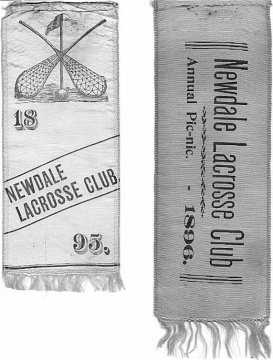 18
NEWDALE
LACROSSE CLUB.
95.
Newdale Lacrosse Club
Annual Pic-nic. - 1896.